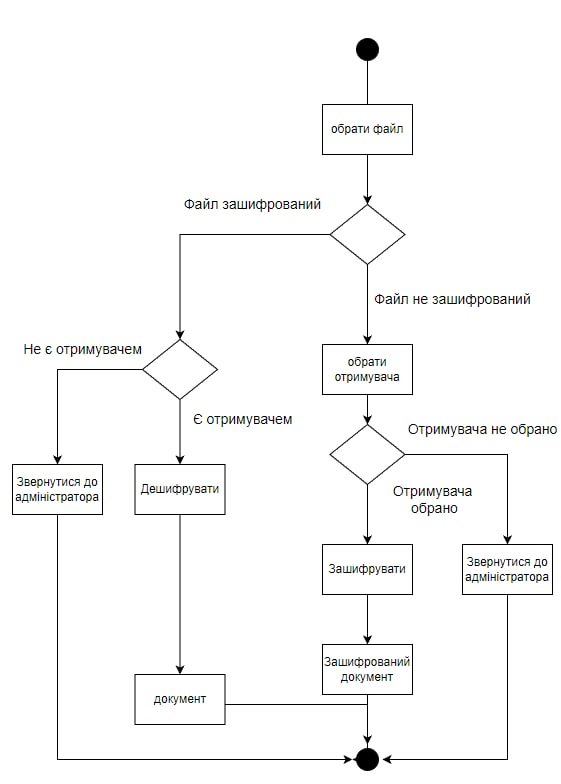 обрати файл
Файл зашифрований
Файл не зашифрований
Не є отримувачем
обрати
отримувача
Є отримувачем
Отримувача не обрано
Звернутися до
адміністратора
Дешифрувати
Отримувача
обрано
Зашифрувати
Звернутися до
адміністратора
Зашифрований
документ
документ